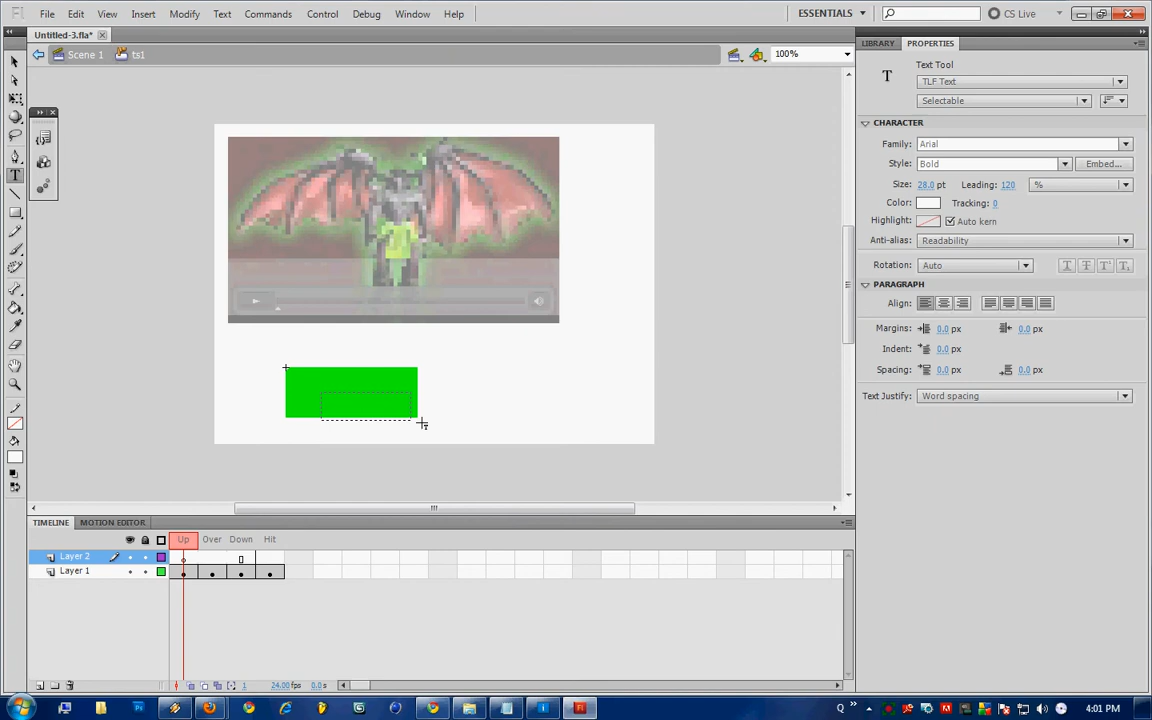 Fl File Edit View Insert Modify Text Commands Control Debug Window Help ESSENTIALS CS Live
Untitled-3.fla*
Scene 1 ts1 100%
LIBRARY PROPERTIES
Text Tool
T TLF Text
Selectable
CHARACTER
Family: Arial
Style: Bold Embed...
Size: 28.0 pt Leading: 120 %
Color: Tracking: 0
Highlight: Auto kern
Anti-alias: Readability
Rotation: Auto T T T¹ T₁
PARAGRAPH
Align:
Margins: 0.0 px 0.0 px
Indent: 0.0 px
Spacing: 0.0 px 0.0 px
Text Justify: Word spacing
TIMELINE MOTION EDITOR
Up Over Down Hit
Layer 2
Layer 1
1 24.00 fps 0.0 s
Q 4:01 PM